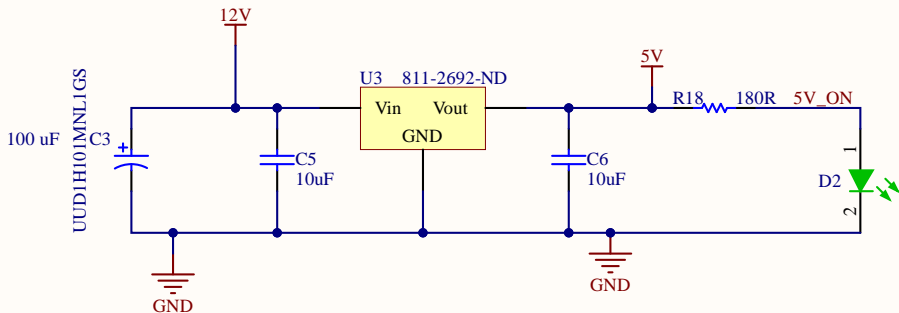 12V
U3 811-2692-ND
5V
Vin Vout
GND
R18 180R 5V_ON
100 uF
UUD1H101MNL1GS
C3
+
C5
10uF
C6
10uF
1
D2
2
GND
GND